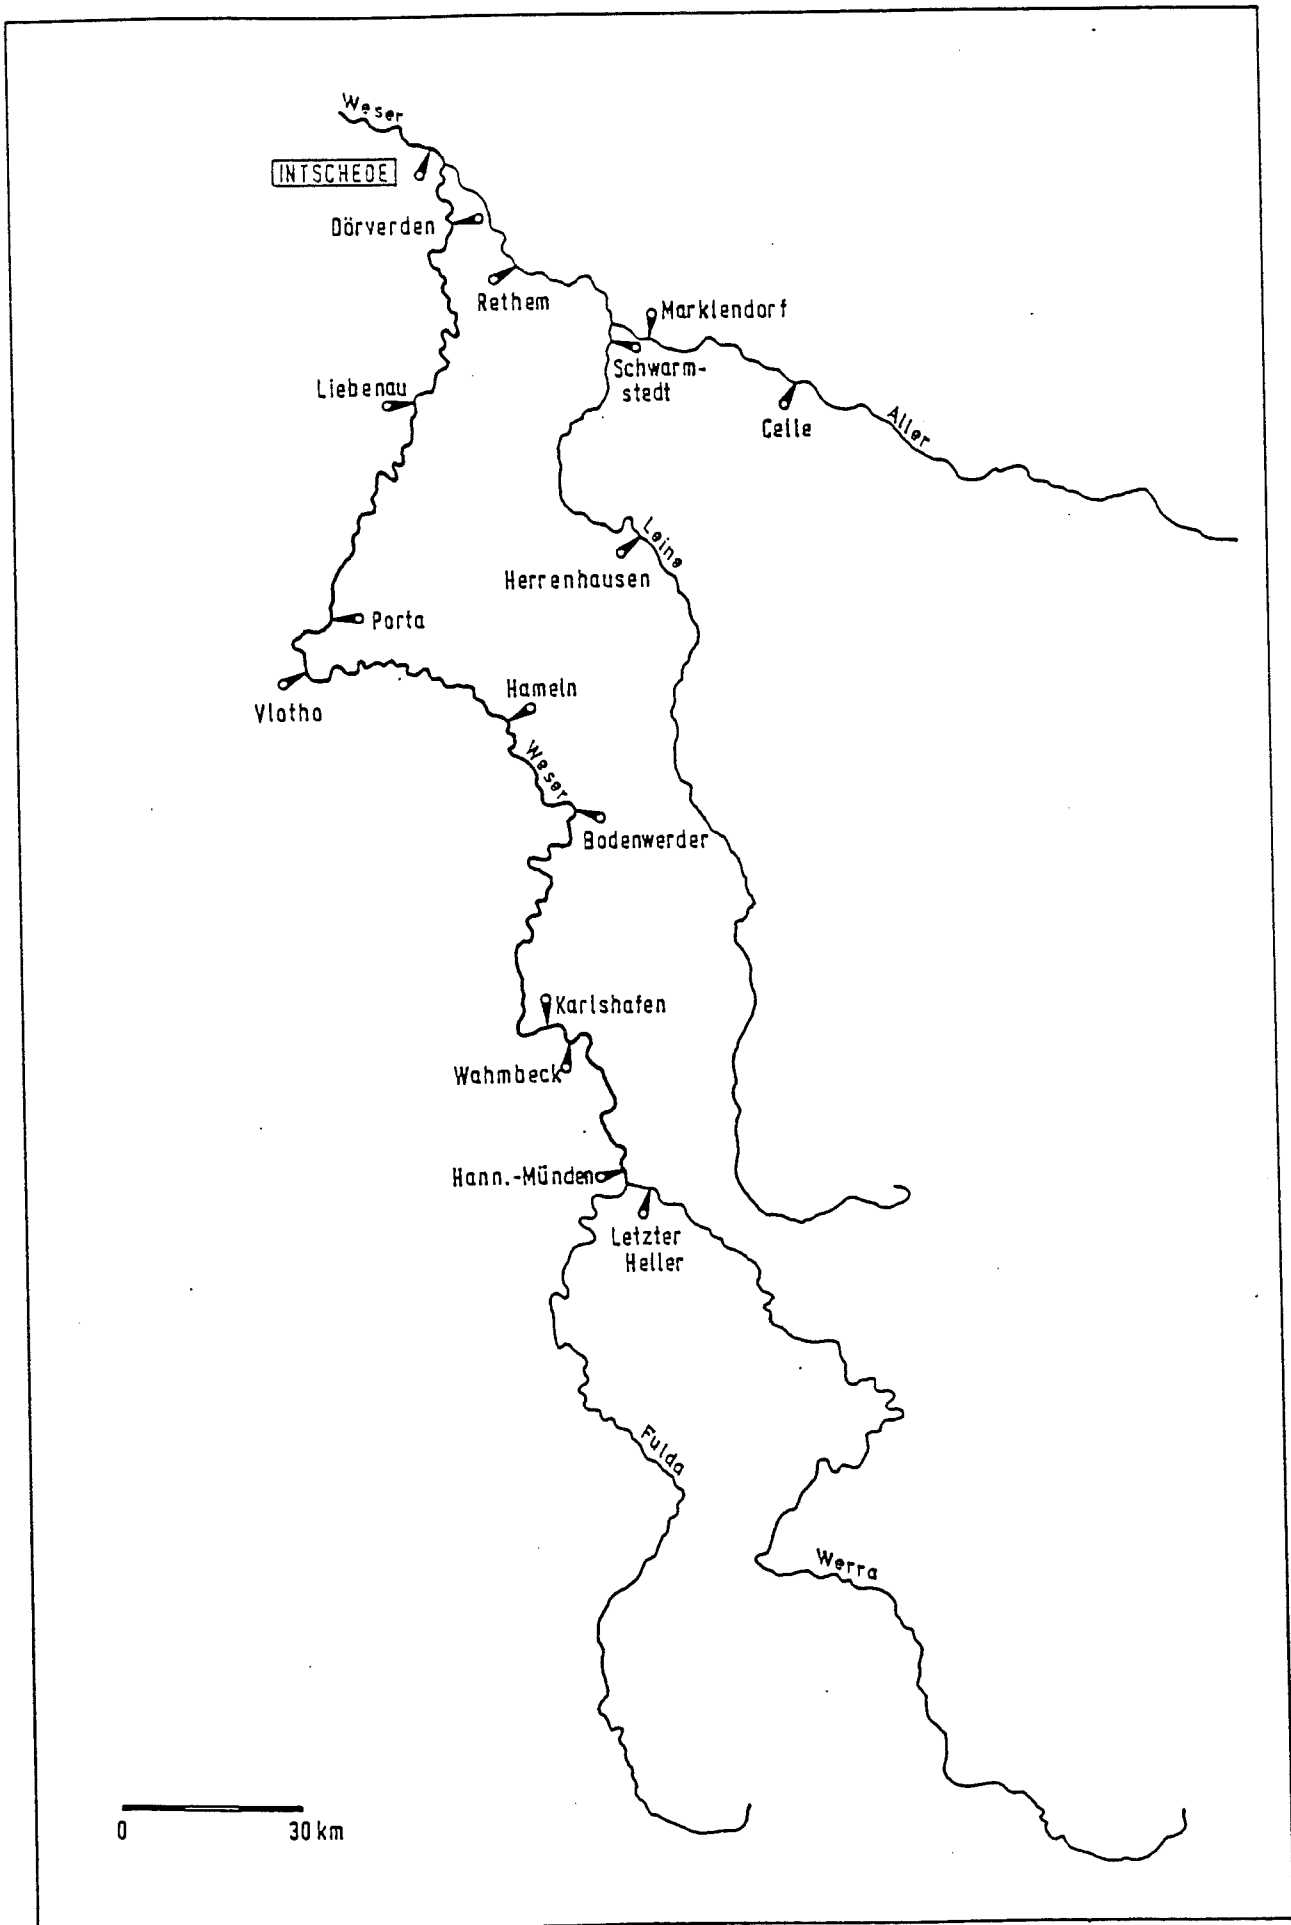 Weser
INTSCHEDE
Dörverden
Rethem
Marklendorf
Schwarm-
stedt
Liebenau
Celle
Aller
Leine
Herrenhausen
Porta
Vlotho
Hameln
Weser
Bodenwerder
Karlshafen
Wahmbeck
Hann.-Münden
Letzter
Heller
Fulda
Werra
0 30 km